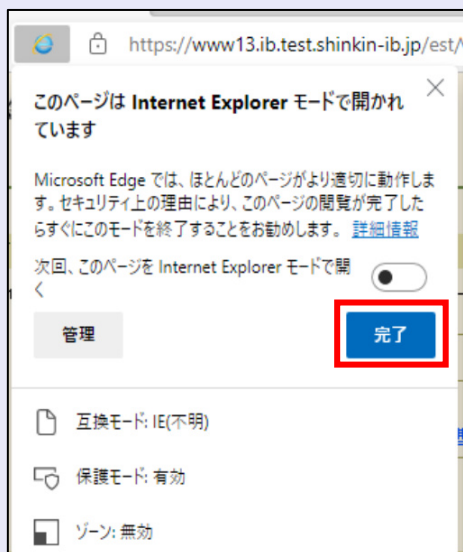 https://www13.ib.test.shinkin-ib.jp/est/
このページは Internet Explorer モードで開かれ
ています
Microsoft Edge では、ほとんどのページがより適切に動作しま
す。セキュリティ上の理由により、このページの閲覧が完了した
らすぐにこのモードを終了することをお勧めします。 詳細情報
次回、このページを Internet Explorer モードで開
く
管理
完了
互換モード: IE(不明)
保護モード: 有効
ゾーン: 無効